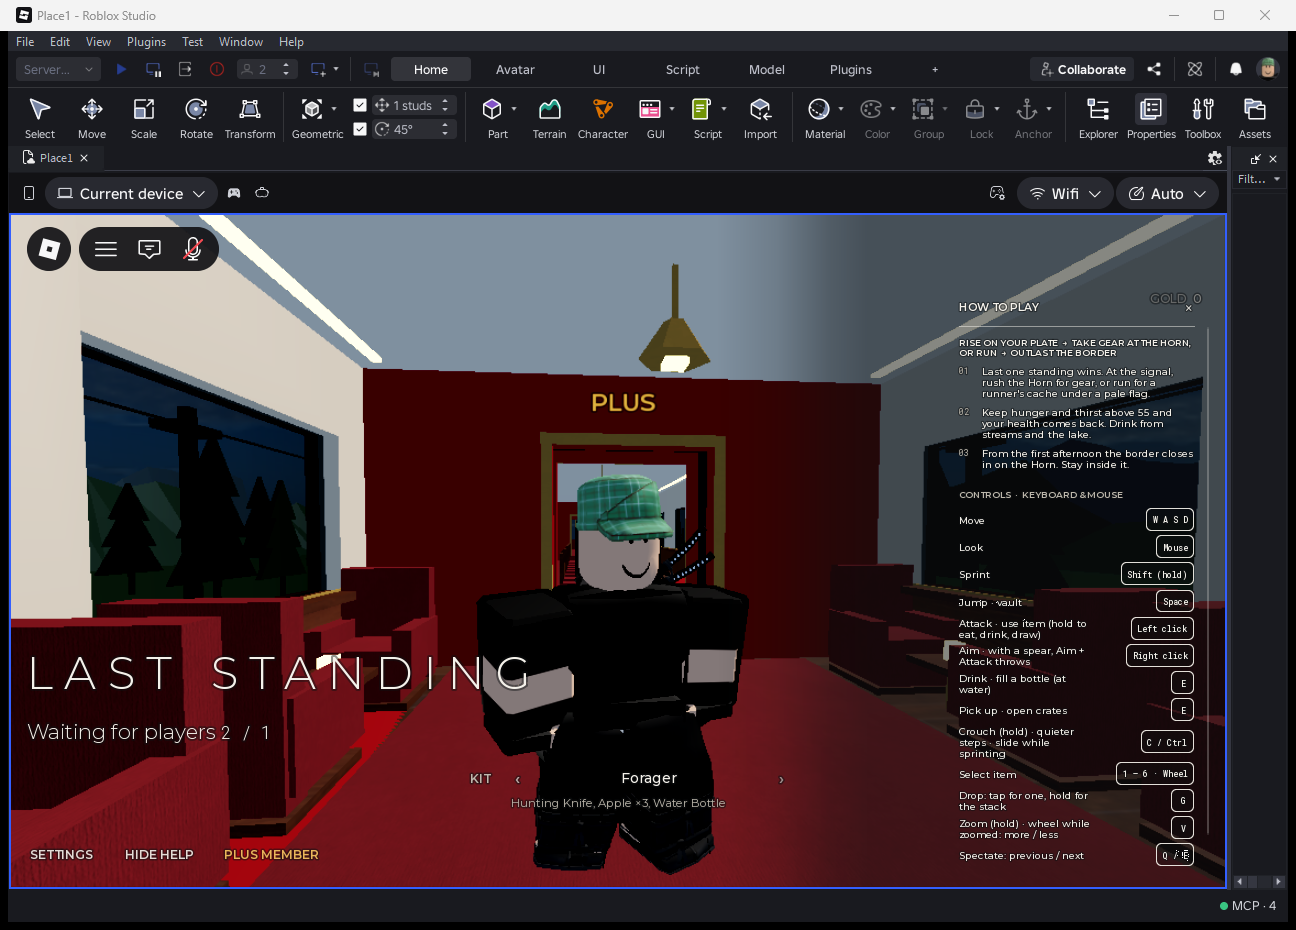 Place1 - Roblox Studio
File Edit View Plugins Test Window Help
Server... 2 Home Avatar UI Script Model Plugins + Collaborate
1 studs
45°
Select Move Scale Rotate Transform Geometric Part Terrain Character GUI Script Import Material Color Group Lock Anchor Explorer Properties Toolbox Assets
Place1
Filt...
Current device Wifi Auto
GOLD 0
HOW TO PLAY ×
RISE ON YOUR PLATE → TAKE GEAR AT THE HORN,
OR RUN → OUTLAST THE BORDER
01 Last one standing wins. At the signal,
rush the Horn for gear, or run for a
runner's cache under a pale flag.
02 Keep hunger and thirst above 55 and
your health comes back. Drink from
streams and the lake.
03 From the first afternoon the border closes
in on the Horn. Stay inside it.
CONTROLS · KEYBOARD & MOUSE
Move W A S D
Look Mouse
Sprint Shift (hold)
Jump · vault Space
Attack · use item (hold to
eat, drink, draw) Left click
Aim · with a spear, Aim +
Attack throws Right click
Drink · fill a bottle (at
water) E
Pick up · open crates E
Crouch (hold) · quieter
steps · slide while
sprinting C / Ctrl
Select item 1 – 6 · Wheel
Drop: tap for one, hold for
the stack G
Zoom (hold) · wheel while
zoomed: more / less V
Spectate: previous / next Q / E
PLUS
LAST STANDING
Waiting for players 2 / 1
KIT ‹ Forager ›
Hunting Knife, Apple ×3, Water Bottle
SETTINGS HIDE HELP PLUS MEMBER
MCP · 4